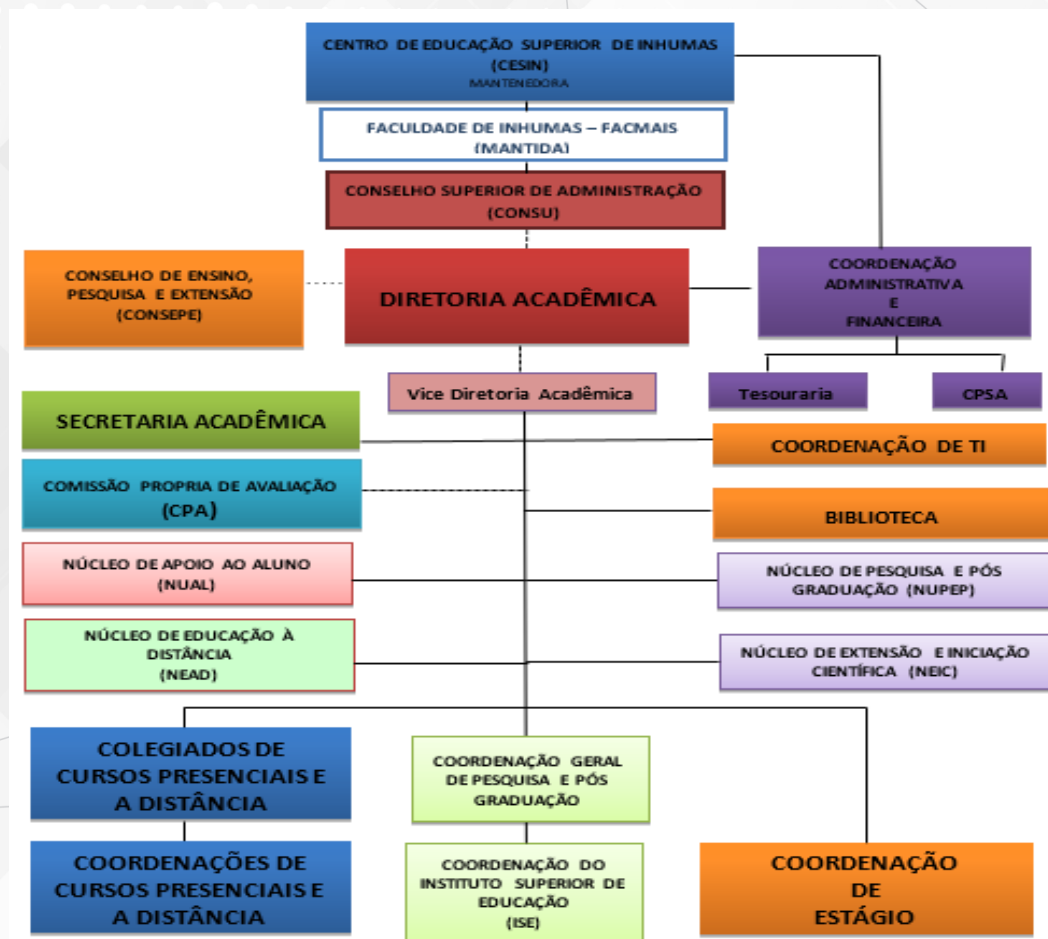 CENTRO DE EDUCAÇÃO SUPERIOR DE INHUMAS
(CESIN)
MANTENEDORA
FACULDADE DE INHUMAS – FACMAIS
(MANTIDA)
CONSELHO SUPERIOR DE ADMINISTRAÇÃO
(CONSU)
CONSELHO DE ENSINO,
PESQUISA E EXTENSÃO
(CONSEPE)
DIRETORIA ACADÊMICA
COORDENAÇÃO
ADMINISTRATIVA
E
FINANCEIRA
Vice Diretoria Acadêmica
Tesouraria
CPSA
SECRETARIA ACADÊMICA
COORDENAÇÃO DE TI
COMISSÃO PROPRIA DE AVALIAÇÃO
(CPA)
BIBLIOTECA
NÚCLEO DE APOIO AO ALUNO
(NUAL)
NÚCLEO DE PESQUISA E PÓS
GRADUAÇÃO (NUPEP)
NÚCLEO DE EDUCAÇÃO À
DISTÂNCIA
(NEAD)
NÚCLEO DE EXTENSÃO E INICIAÇÃO
CIENTÍFICA (NEIC)
COLEGIADOS DE
CURSOS PRESENCIAIS E
A DISTÂNCIA
COORDENAÇÃO GERAL
DE PESQUISA E PÓS
GRADUAÇÃO
COORDENAÇÕES DE
CURSOS PRESENCIAIS E
A DISTÂNCIA
COORDENAÇÃO DO
INSTITUTO SUPERIOR DE
EDUCAÇÃO
(ISE)
COORDENAÇÃO
DE
ESTÁGIO